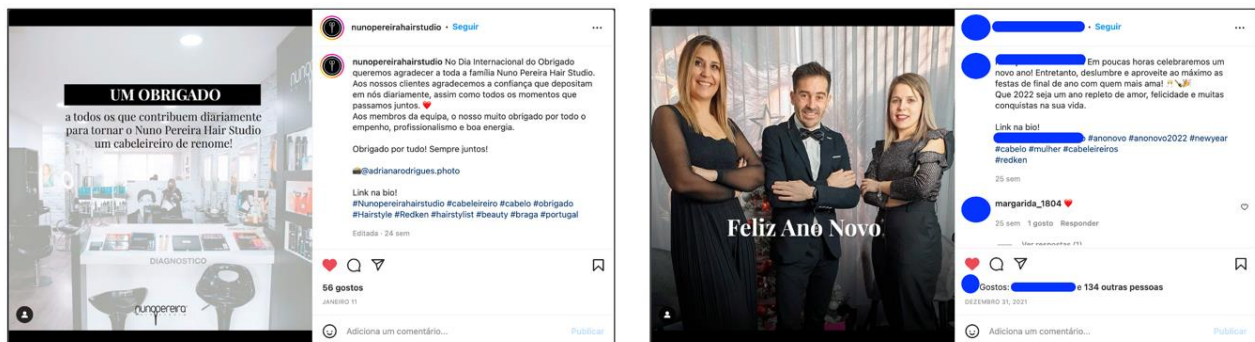 nunopereirahairstudio • Seguir
UM OBRIGADO
a todos os que contribuem diariamente
para tornar o Nuno Pereira Hair Studio
um cabeleireiro de renome!
DIAGNOSTICO
nunopereira
nunopereirahairstudio No Dia Internacional do Obrigado
queremos agradecer a toda a família Nuno Pereira Hair Studio.
Aos nossos clientes agradecemos a confiança que depositam
em nós diariamente, assim como todos os momentos que
passamos juntos. ❤️
Aos membros da equipa, o nosso muito obrigado por todo o
empenho, profissionalismo e boa energia.
Obrigado por tudo! Sempre juntos!
📸@adrianarodrigues.photo
Link na bio!
#Nunopereirahairstudio #cabeleireiro #cabelo #obrigado
#Hairstyle #Redken #hairstylist #beauty #braga #portugal
Editada · 24 sem
56 gostos
JANEIRO 11
Adiciona um comentário...
Publicar
• Seguir
Feliz Ano Novo
Em poucas horas celebraremos um
novo ano! Entretanto, deslumbre e aproveite ao máximo as
festas de final de ano com quem mais ama! 🥂🍾🎉
Que 2022 seja um ano repleto de amor, felicidade e muitas
conquistas na sua vida.
Link na bio!
#anonovo #anonovo2022 #newyear
#cabelo #mulher #cabeleireiros
#redken
25 sem
margarida_1804 ❤️
25 sem 1 gosto Responder
Ver respostas (1)
Gostos: e 134 outras pessoas
DEZEMBRO 31, 2021
Adiciona um comentário...
Publicar